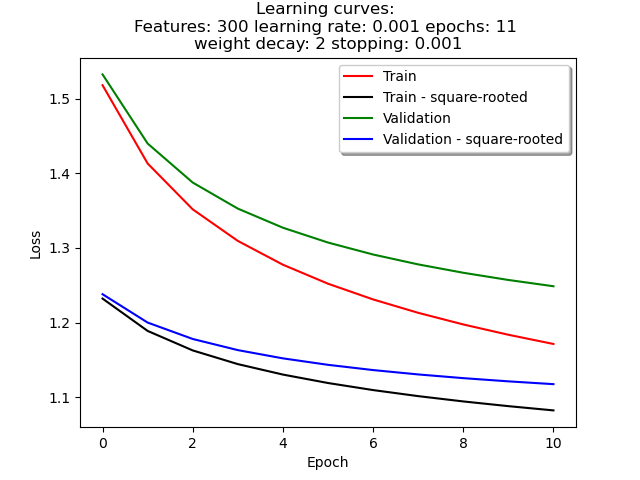 Learning curves:
Features: 300 learning rate: 0.001 epochs: 11
weight decay: 2 stopping: 0.001
Train
Train - square-rooted
Validation
Validation - square-rooted
Loss
1.5
1.4
1.3
1.2
1.1
0 2 4 6 8 10
Epoch